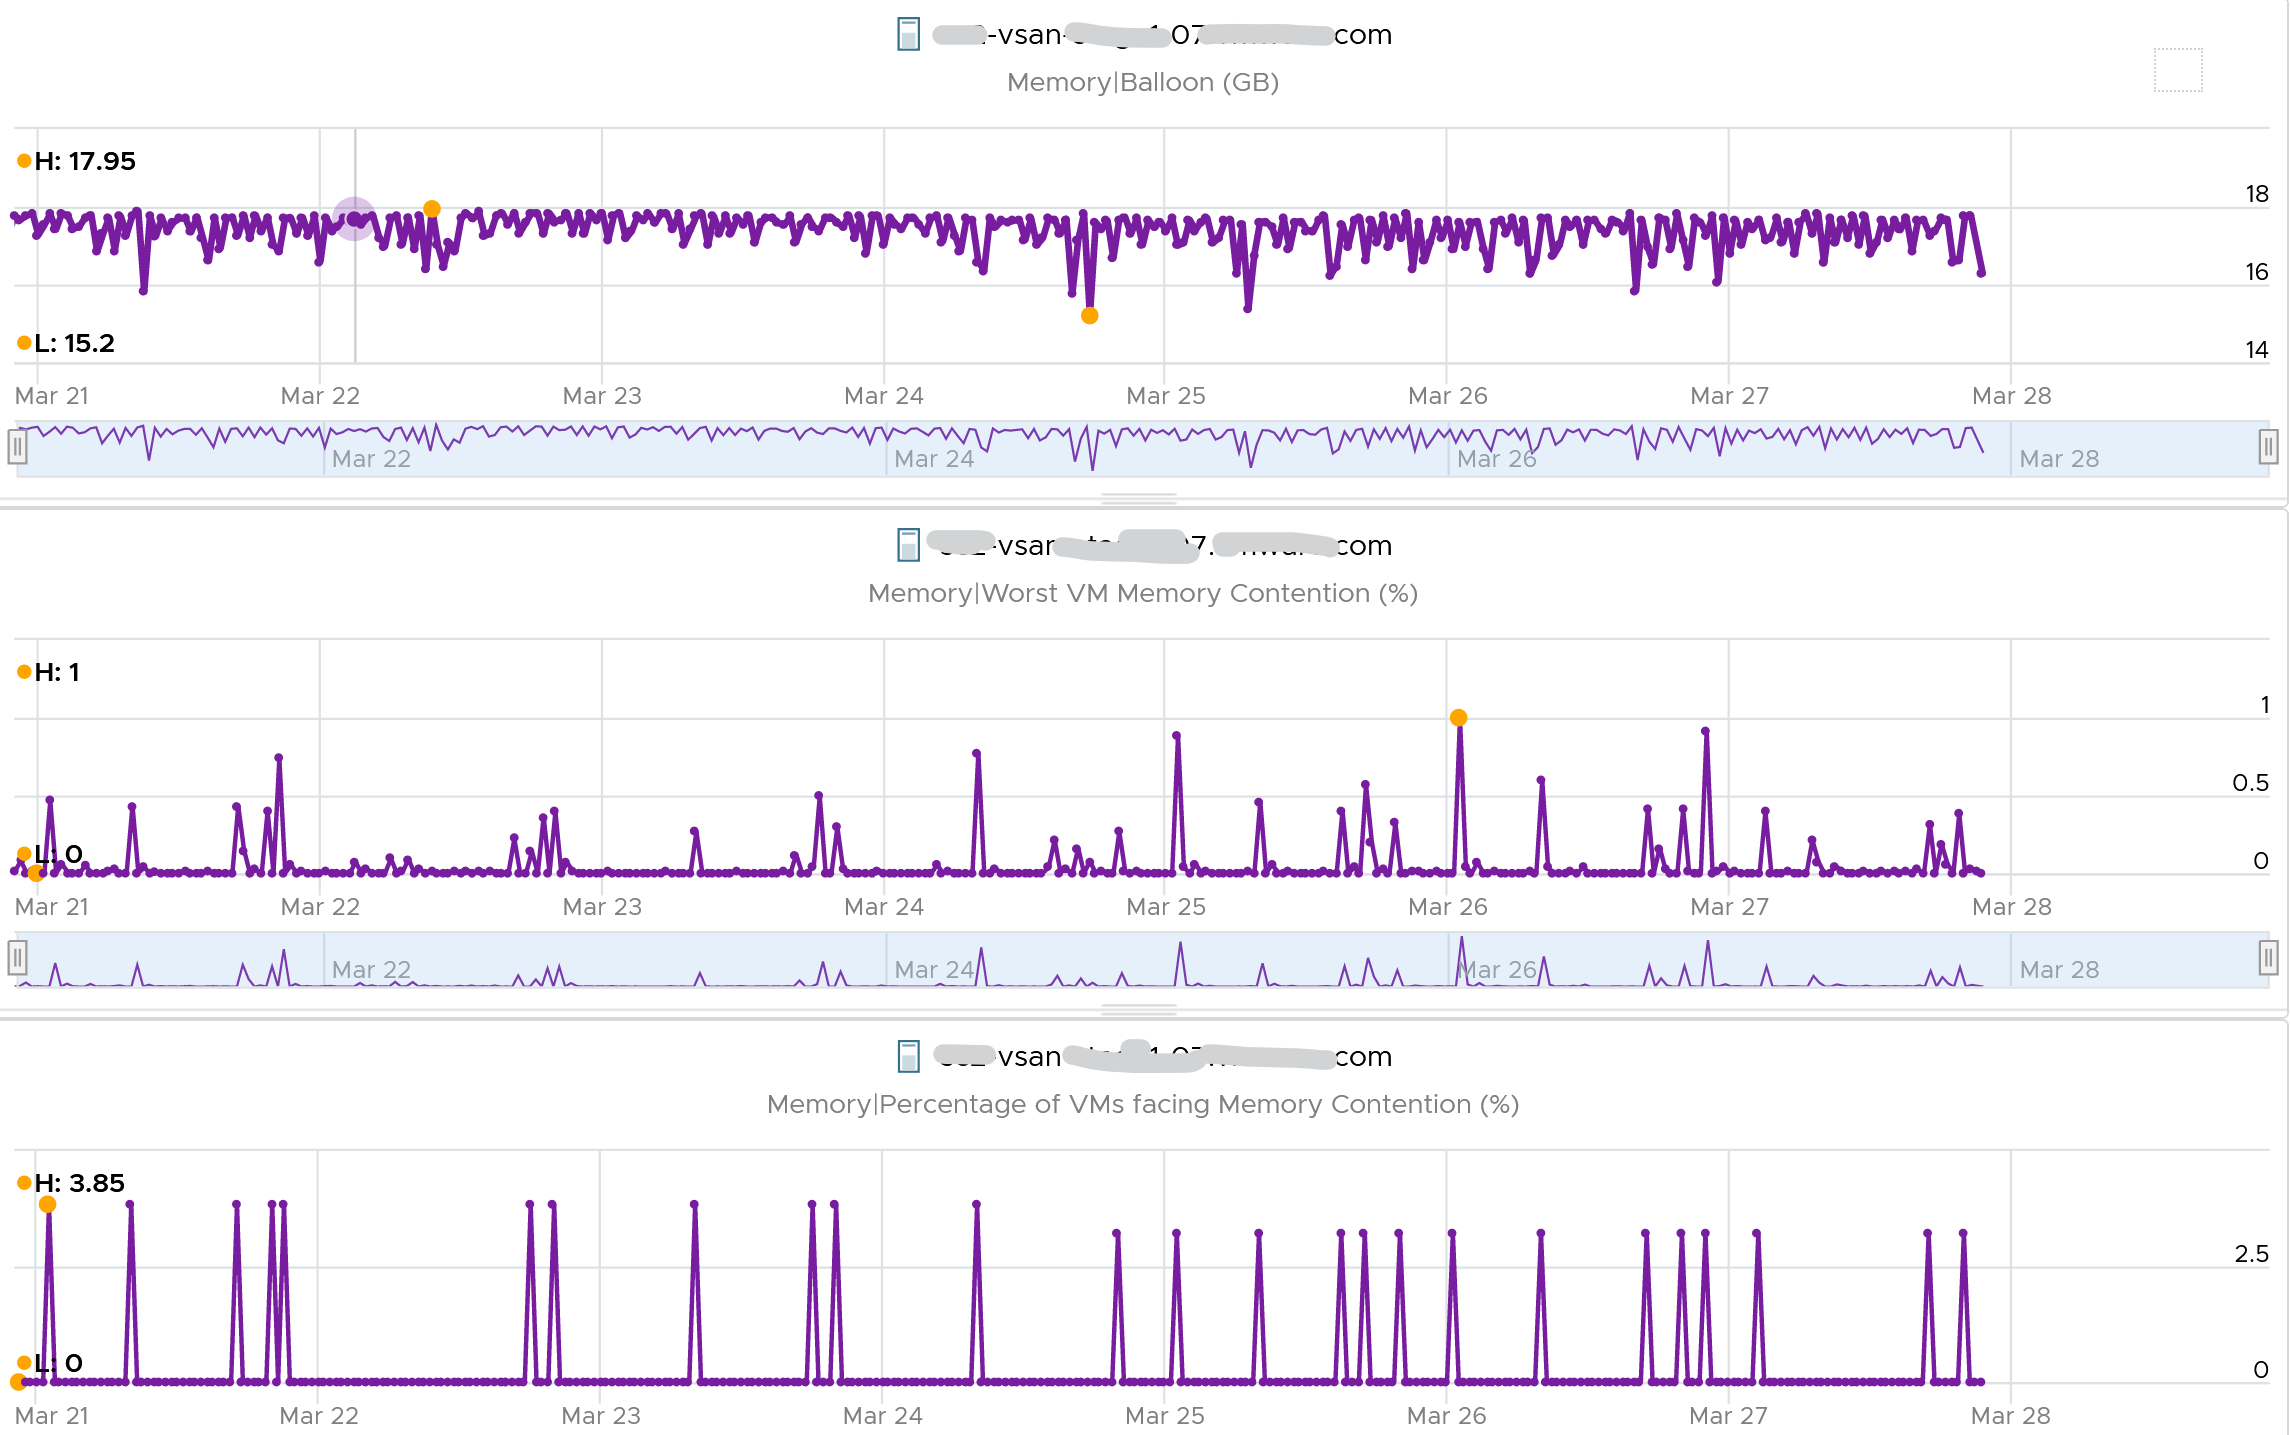 -vsan- 07 com
Memory|Balloon (GB)
H: 17.95
18
16
L: 15.2
14
Mar 21 Mar 22 Mar 23 Mar 24 Mar 25 Mar 26 Mar 27 Mar 28
Mar 22 Mar 24 Mar 26 Mar 28
-vsan 7. com
Memory|Worst VM Memory Contention (%)
H: 1
1
0.5
L: 0
0
Mar 21 Mar 22 Mar 23 Mar 24 Mar 25 Mar 26 Mar 27 Mar 28
Mar 22 Mar 24 Mar 26 Mar 28
-vsan com
Memory|Percentage of VMs facing Memory Contention (%)
H: 3.85
2.5
L: 0
0
Mar 21 Mar 22 Mar 23 Mar 24 Mar 25 Mar 26 Mar 27 Mar 28